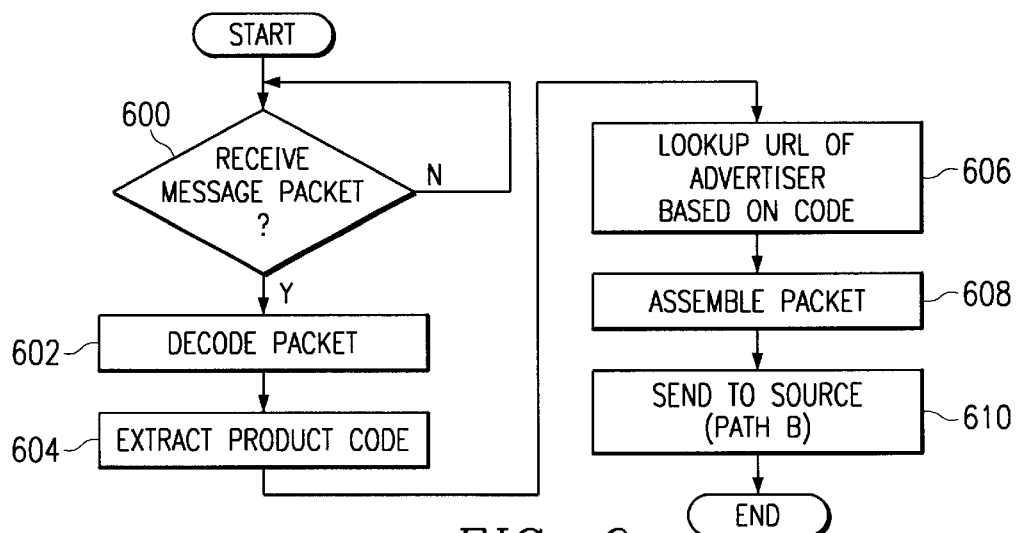 START
600
RECEIVE
MESSAGE PACKET
?
N
Y
602
DECODE PACKET
604
EXTRACT PRODUCT CODE
LOOKUP URL OF
ADVERTISER
BASED ON CODE
606
ASSEMBLE PACKET
608
SEND TO SOURCE
(PATH B)
610
END